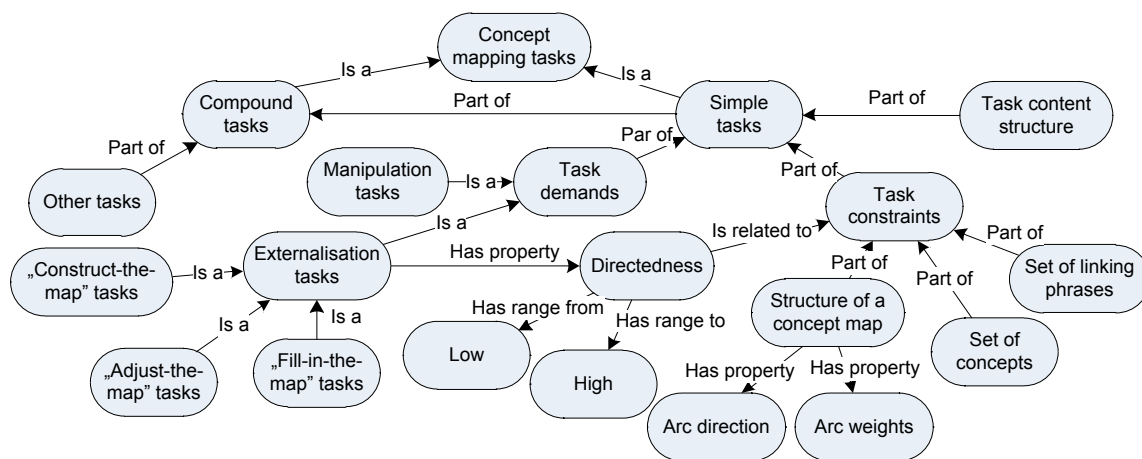 Concept
mapping tasks
Is a
Is a
Compound
tasks
Part of
Simple
tasks
Part of
Task content
structure
Part of
Par of
Manipulation
tasks
Is a
Task
demands
Part of
Other tasks
Is a
Task
constraints
Is related to
Part of
„Construct-the-
map” tasks
Is a
Externalisation
tasks
Has property
Directedness
Part of
Part of
Set of linking
phrases
Is a
Is a
Has range from
Has range to
Structure of a
concept map
Set
of concepts
„Adjust-the-
map” tasks
„Fill-in-the-
map” tasks
Low
High
Has property
Has property
Arc direction
Arc weights